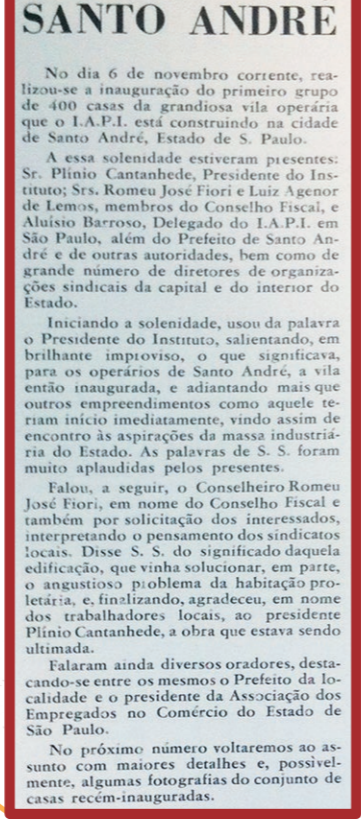 SANTO ANDRE
No dia 6 de novembro corrente, rea-
lizou-se a inauguração do primeiro grupo
de 400 casas da grandiosa vila operária
que o I.A.P.I. está construindo na cidade
de Santo André, Estado de S. Paulo.
A essa solenidade estiveram presentes:
Sr. Plínio Cantanhede, Presidente do Ins-
tituto; Srs. Romeu José Fiori e Luiz Agenor
de Lemos, membros do Conselho Fiscal, e
Aluísio Barroso, Delegado do I.A.P.I. em
São Paulo, além do Prefeito de Santo An-
dré e de outras autoridades, bem como de
grande número de diretores de organiza-
ções sindicais da capital e do interior do
Estado.
Iniciando a solenidade, usou da palavra
o Presidente do Instituto, salientando, em
brilhante improviso, o que significava,
para os operários de Santo André, a vila
então inaugurada, e adiantando mais que
outros empreendimentos como aquele te-
riam início imediatamente, vindo assim de
encontro às aspirações da massa industriá-
ria do Estado. As palavras de S. S. foram
muito aplaudidas pelos presentes.
Falou, a seguir, o Conselheiro Romeu
José Fiori, em nome do Conselho Fiscal e
também por solicitação dos interessados,
interpretando o pensamento dos sindicatos
locais. Disse S. S. do significado daquela
edificação, que vinha solucionar, em parte,
o angustioso problema da habitação pro-
letária, e, finalizando, agradeceu, em nome
dos trabalhadores locais, ao presidente
Plínio Cantanhede, a obra que estava sendo
ultimada.
Falaram ainda diversos oradores, desta-
cando-se entre os mesmos o Prefeito da lo-
calidade e o presidente da Associação dos
Empregados no Comércio do Estado de
São Paulo.
No próximo número voltaremos ao as-
sunto com maiores detalhes e, possivel-
mente, algumas fotografias do conjunto de
casas recém-inauguradas.